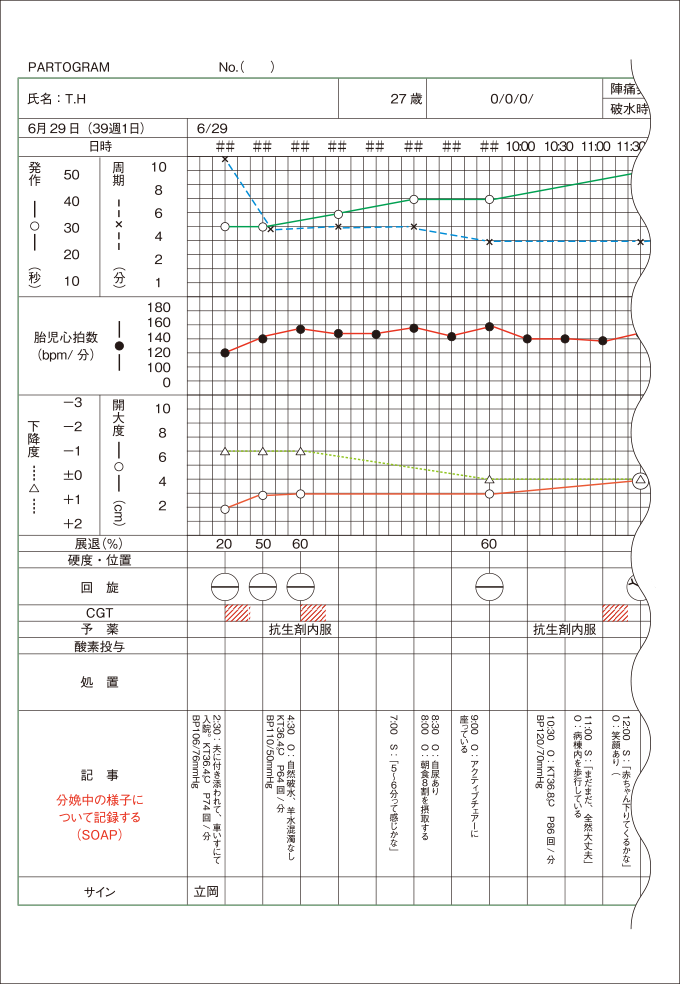 PARTOGRAM No.( )
氏名：T.H 27歳 0/0/0/
陣痛
破水時
6月29日（39週1日） 6/29
日時 ## ## ## ## ## ## ## ## 10:00 10:30 11:00 11:30
発作 （秒）
50
40
30
20
10
周期 （分）
10
8
6
4
2
1
胎児心拍数
（bpm/分）
180
160
140
120
100
0
下降度
−3
−2
−1
±0
+1
+2
開大度 （cm）
10
8
6
4
2
展退（%） 20 50 60 60
硬度・位置
回旋
CGT
予薬 抗生剤内服 抗生剤内服
酸素投与
処置
記事
分娩中の様子に
ついて記録する
（SOAP）
2:30：夫に付き添われて、車いすにて
入院。KT36.4℃ P74回/分
BP106/76mmHg
4:30 O：自然破水、羊水混濁なし
KT36.4℃ P64回/分
BP110/50mmHg
7:00 S：「5〜6分って感じかな」
8:30 O：自尿あり
8:00 O：朝食8割を摂取する
9:00 O：アクティブチェアーに
座っている
10:30 O：KT36.8℃ P86回/分
BP120/70mmHg
11:00 S：「まだまだ、全然大丈夫」
O：病棟内を歩行している
12:00 S：「赤ちゃん下りてくるかな」
O：笑顔あり（
サイン 立岡